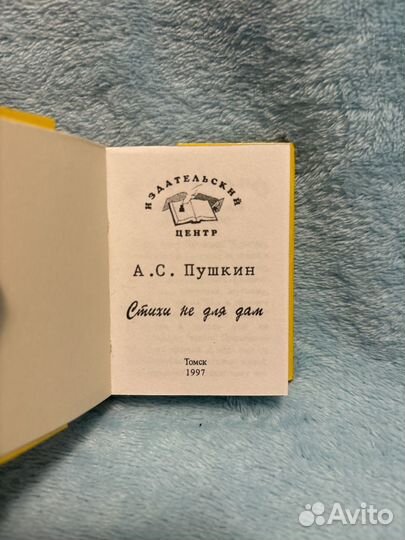 ИЗДАТЕЛЬСКИЙ
ЦЕНТР
А.С. Пушкин
Стихи не для дам
Томск
1997
Avito